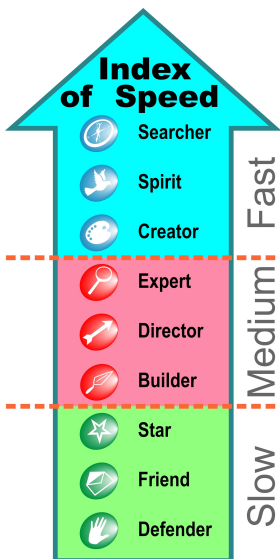 Index
of Speed
Searcher
Spirit
Creator
Fast
Expert
Director
Builder
Medium
Star
Friend
Defender
Slow